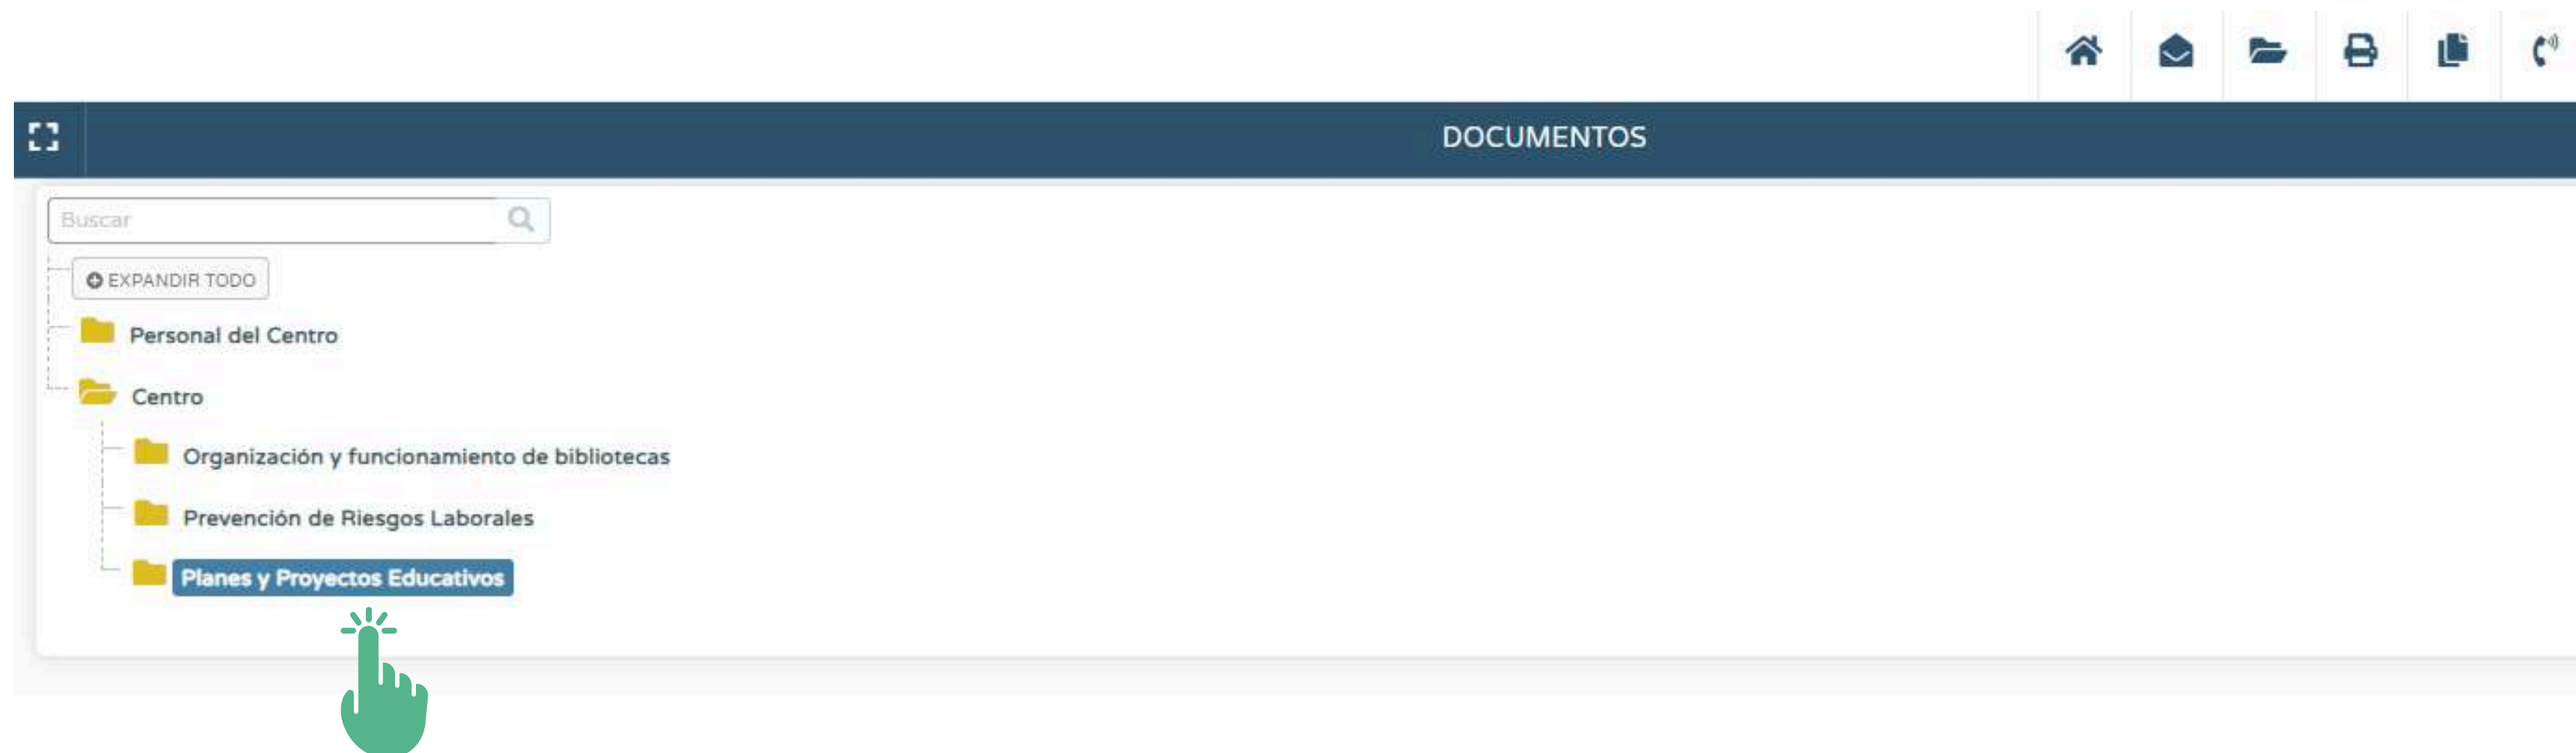 DOCUMENTOS
Buscar
EXPANDIR TODO
Personal del Centro
Centro
Organización y funcionamiento de bibliotecas
Prevención de Riesgos Laborales
Planes y Proyectos Educativos